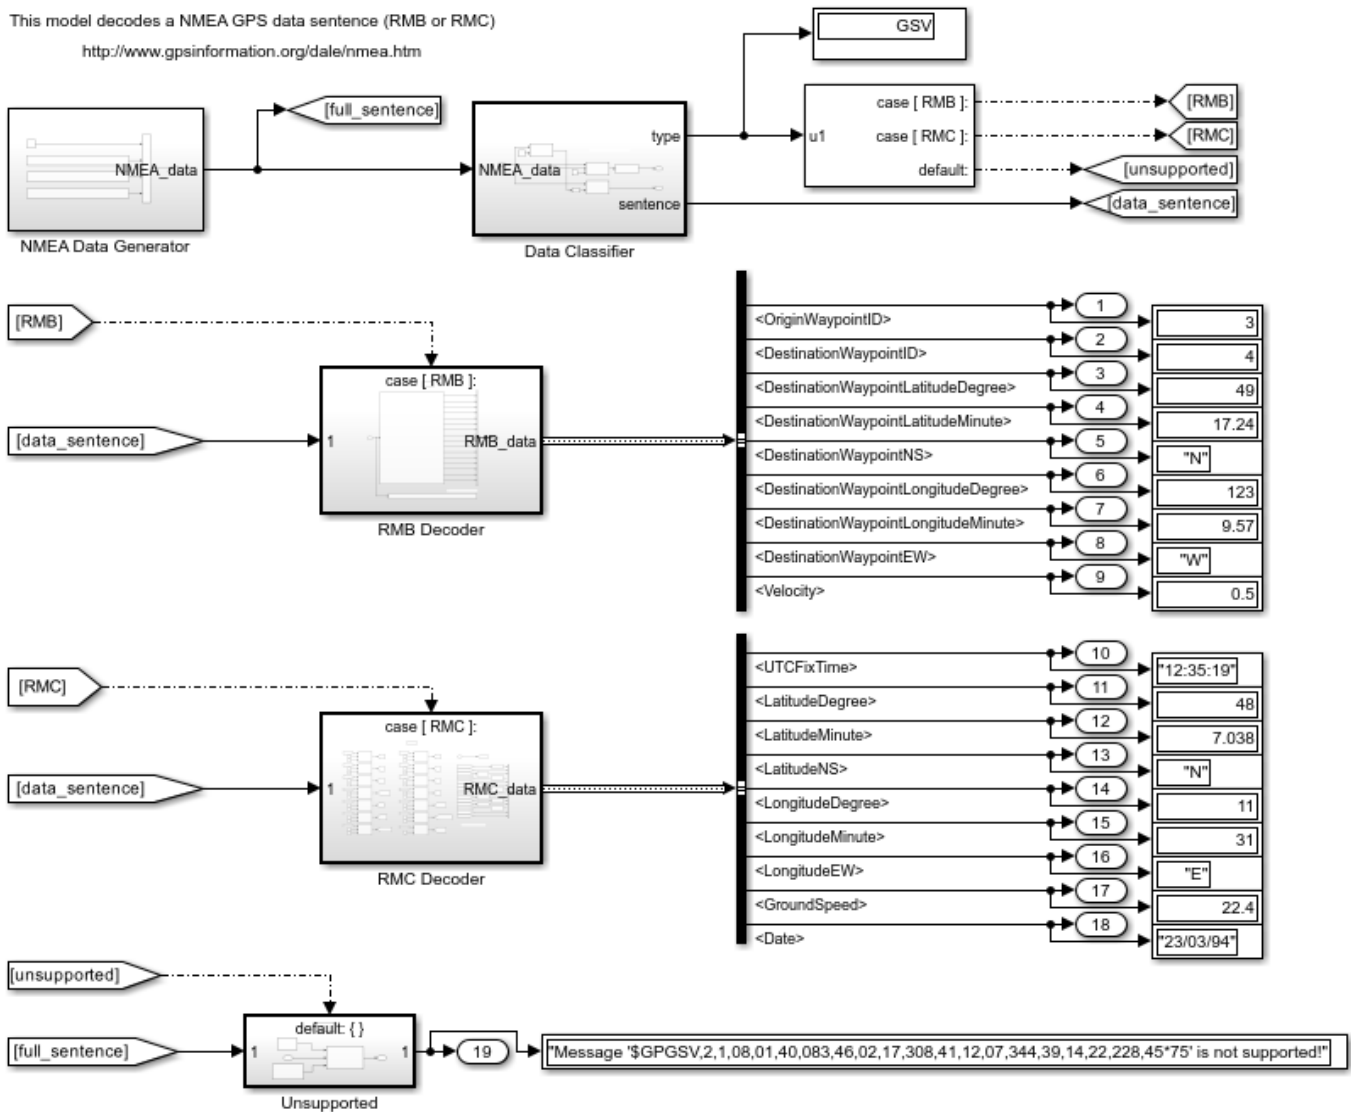 This model decodes a NMEA GPS data sentence (RMB or RMC)
http://www.gpsinformation.org/dale/nmea.htm
GSV
[full_sentence]
NMEA_data
NMEA Data Generator
NMEA_data
type
sentence
Data Classifier
u1
case [ RMB ]:
case [ RMC ]:
default:
[RMB]
[RMC]
[unsupported]
[data_sentence]
[RMB]
[data_sentence]
case [ RMB ]:
1
RMB_data
RMB Decoder
<OriginWaypointID>
1
3
<DestinationWaypointID>
2
4
<DestinationWaypointLatitudeDegree>
3
49
<DestinationWaypointLatitudeMinute>
4
17.24
<DestinationWaypointNS>
5
"N"
<DestinationWaypointLongitudeDegree>
6
123
<DestinationWaypointLongitudeMinute>
7
9.57
<DestinationWaypointEW>
8
"W"
<Velocity>
9
0.5
[RMC]
[data_sentence]
case [ RMC ]:
1
RMC_data
RMC Decoder
<UTCFixTime>
10
"12:35:19"
<LatitudeDegree>
11
48
<LatitudeMinute>
12
7.038
<LatitudeNS>
13
"N"
<LongitudeDegree>
14
11
<LongitudeMinute>
15
31
<LongitudeEW>
16
"E"
<GroundSpeed>
17
22.4
<Date>
18
"23/03/94"
[unsupported]
[full_sentence]
default: { }
1
1
Unsupported
19
"Message '$GPGSV,2,1,08,01,40,083,46,02,17,308,41,12,07,344,39,14,22,228,45*75' is not supported!"